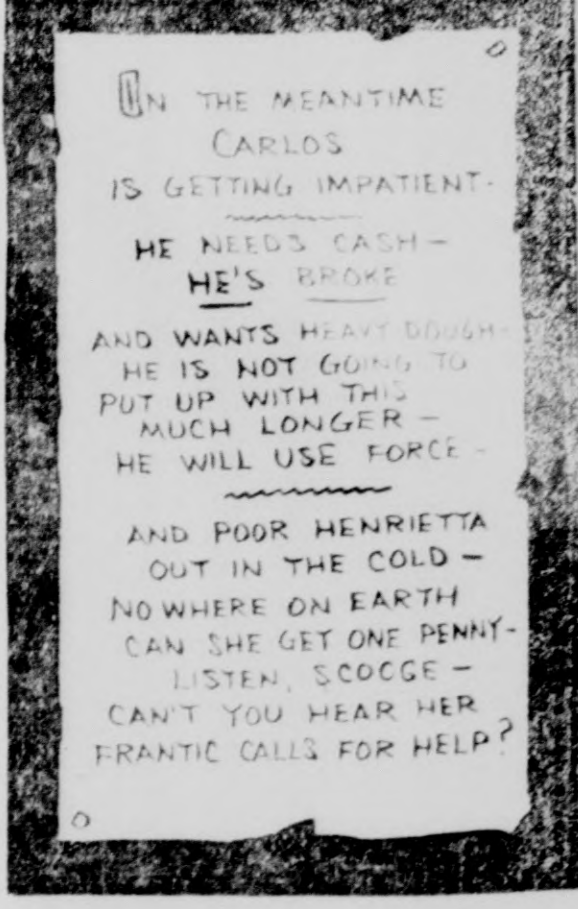 IN THE MEANTIME
CARLOS
IS GETTING IMPATIENT-
HE NEEDS CASH—
HE'S BROKE
AND WANTS HEAVY DOUGH-
HE IS NOT GOING TO
PUT UP WITH THIS
MUCH LONGER—
HE WILL USE FORCE-
AND POOR HENRIETTA
OUT IN THE COLD—
NOWHERE ON EARTH
CAN SHE GET ONE PENNY-
LISTEN, SCOGGE—
CAN'T YOU HEAR HER
FRANTIC CALLS FOR HELP?